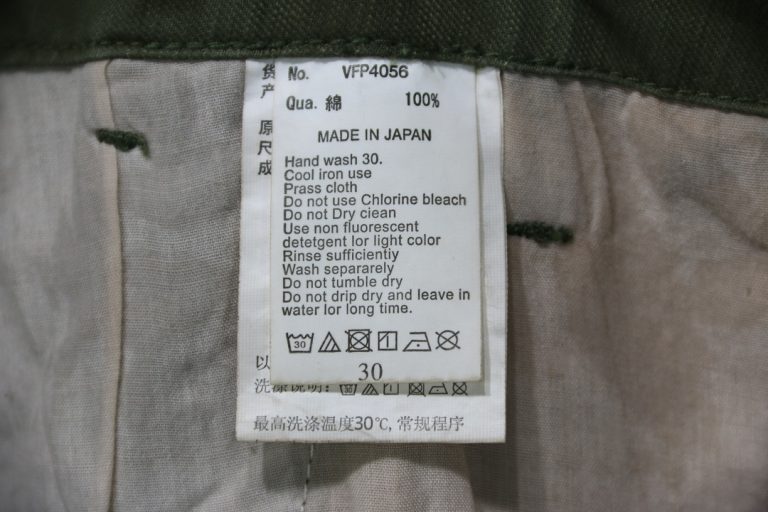 货 No. VFP4056
产 Qua. 綿 100%
原 MADE IN JAPAN
尺
成
Hand wash 30.
Cool iron use
Prass cloth
Do not use Chlorine bleach
Do not Dry clean
Use non fluorescent
detetgent lor light color
Rinse sufficientiy
Wash separarely
Do not tumble dry
Do not drip dry and leave in
water lor long time.
30
以
30
洗涤说明:
最高洗涤温度30℃, 常规程序